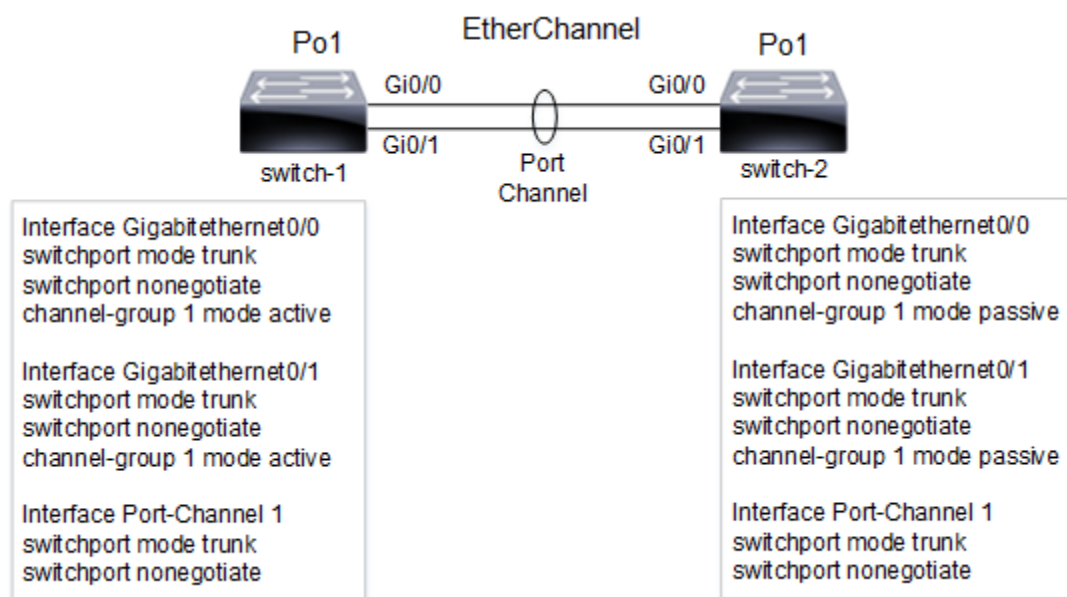 EtherChannel
Po1
Po1
Gi0/0
Gi0/0
Gi0/1
Gi0/1
Port
Channel
switch-1
switch-2
Interface Gigabitethernet0/0
switchport mode trunk
switchport nonegotiate
channel-group 1 mode active
Interface Gigabitethernet0/1
switchport mode trunk
switchport nonegotiate
channel-group 1 mode active
Interface Port-Channel 1
switchport mode trunk
switchport nonegotiate
Interface Gigabitethernet0/0
switchport mode trunk
switchport nonegotiate
channel-group 1 mode passive
Interface Gigabitethernet0/1
switchport mode trunk
switchport nonegotiate
channel-group 1 mode passive
Interface Port-Channel 1
switchport mode trunk
switchport nonegotiate